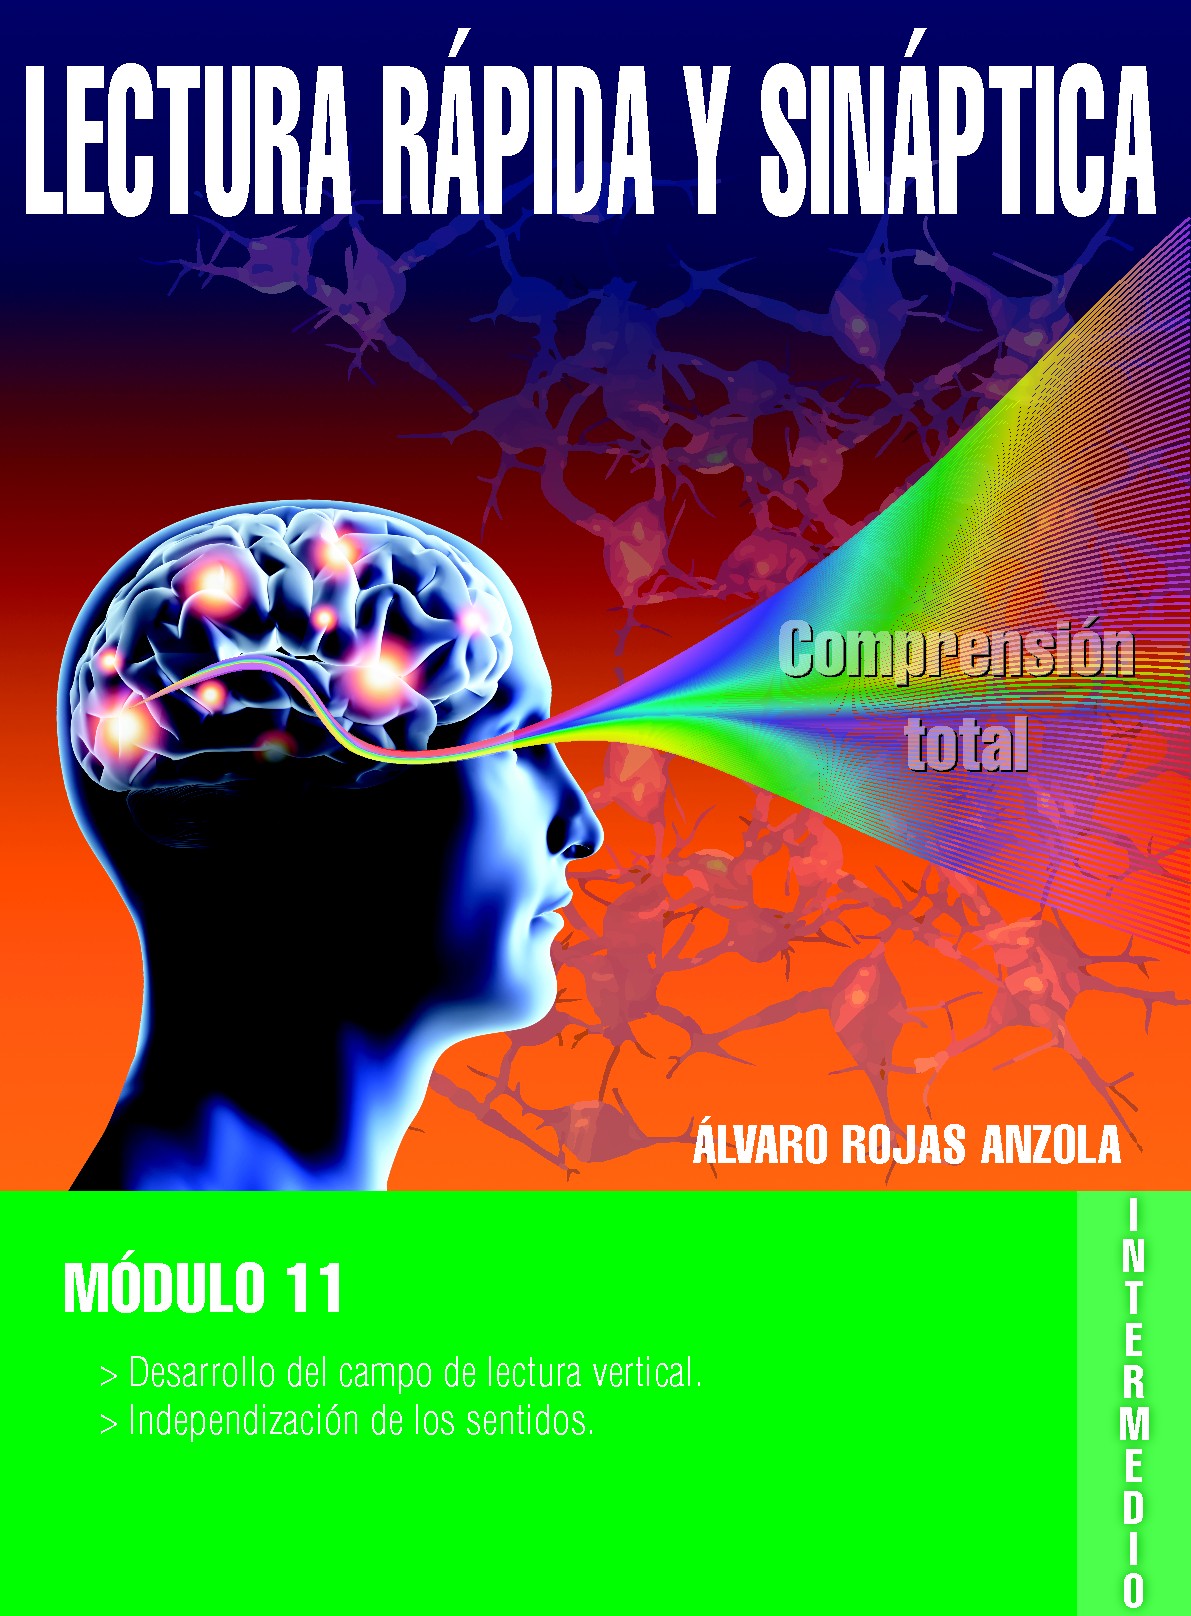 LECTURA RÁPIDA Y SINÁPTICA
Comprensión
total
ÁLVARO ROJAS ANZOLA
MÓDULO 11
> Desarrollo del campo de lectura vertical.
> Independización de los sentidos.
INTERMEDIO